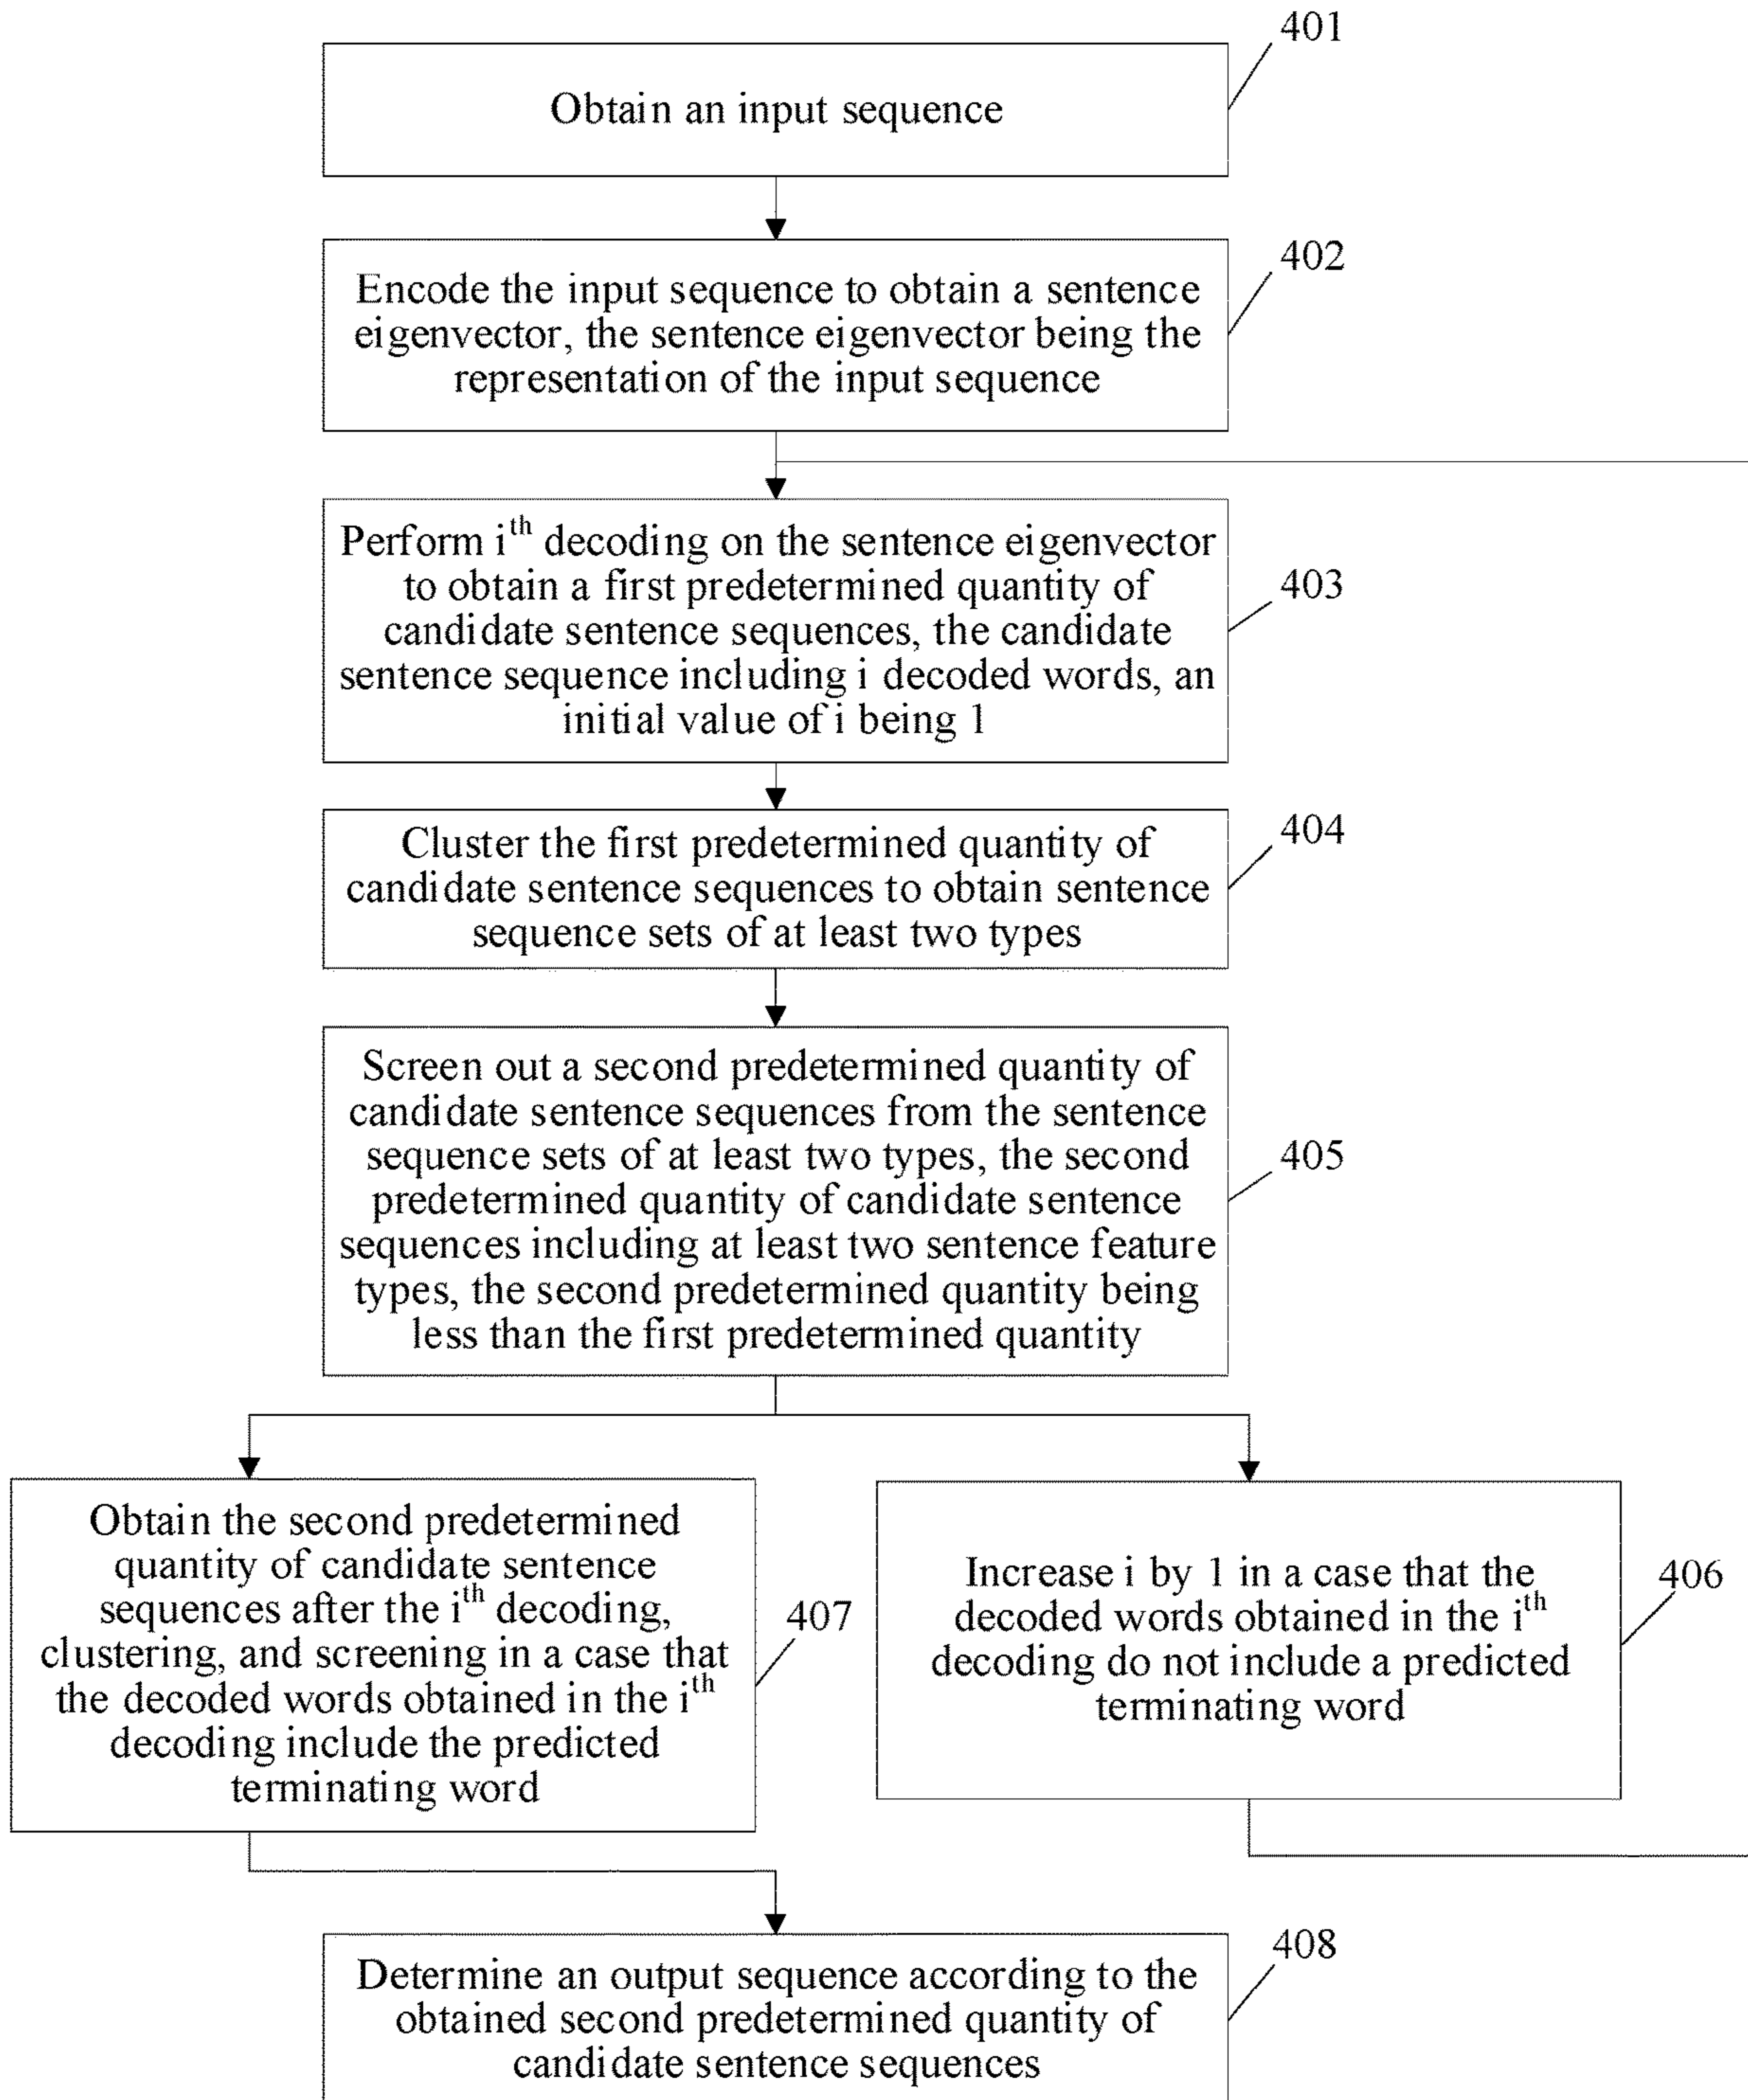 401
Obtain an input sequence
402
Encode the input sequence to obtain a sentence
eigenvector, the sentence eigenvector being the
representation of the input sequence
Perform ith decoding on the sentence eigenvector
to obtain a first predetermined quantity of
candidate sentence sequences, the candidate
sentence sequence including i decoded words, an
initial value of i being 1
403
404
Cluster the first predetermined quantity of
candidate sentence sequences to obtain sentence
sequence sets of at least two types
Screen out a second predetermined quantity of
candidate sentence sequences from the sentence
sequence sets of at least two types, the second
predetermined quantity of candidate sentence
sequences including at least two sentence feature
types, the second predetermined quantity being
less than the first predetermined quantity
405
Obtain the second predetermined
quantity of candidate sentence
sequences after the ith decoding,
clustering, and screening in a case that
the decoded words obtained in the ith
decoding include the predicted
terminating word
407
Increase i by 1 in a case that the
decoded words obtained in the ith
decoding do not include a predicted
terminating word
406
408
Determine an output sequence according to the
obtained second predetermined quantity of
candidate sentence sequences